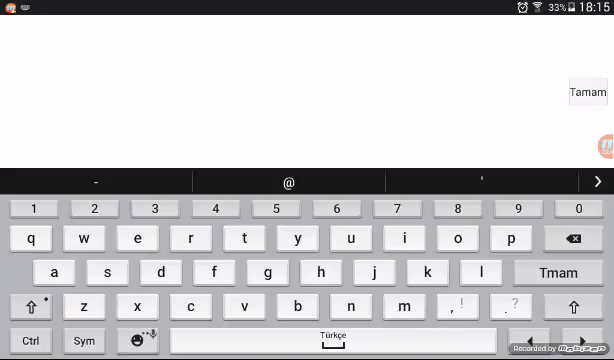 33% 18:15
Tamam
- @ '
1 2 3 4 5 6 7 8 9 0
q w e r t y u i o p
a s d f g h j k l Tmam
z x c v b n m , ! . ?
Ctrl Sym Türkçe
Recorded by mobizen